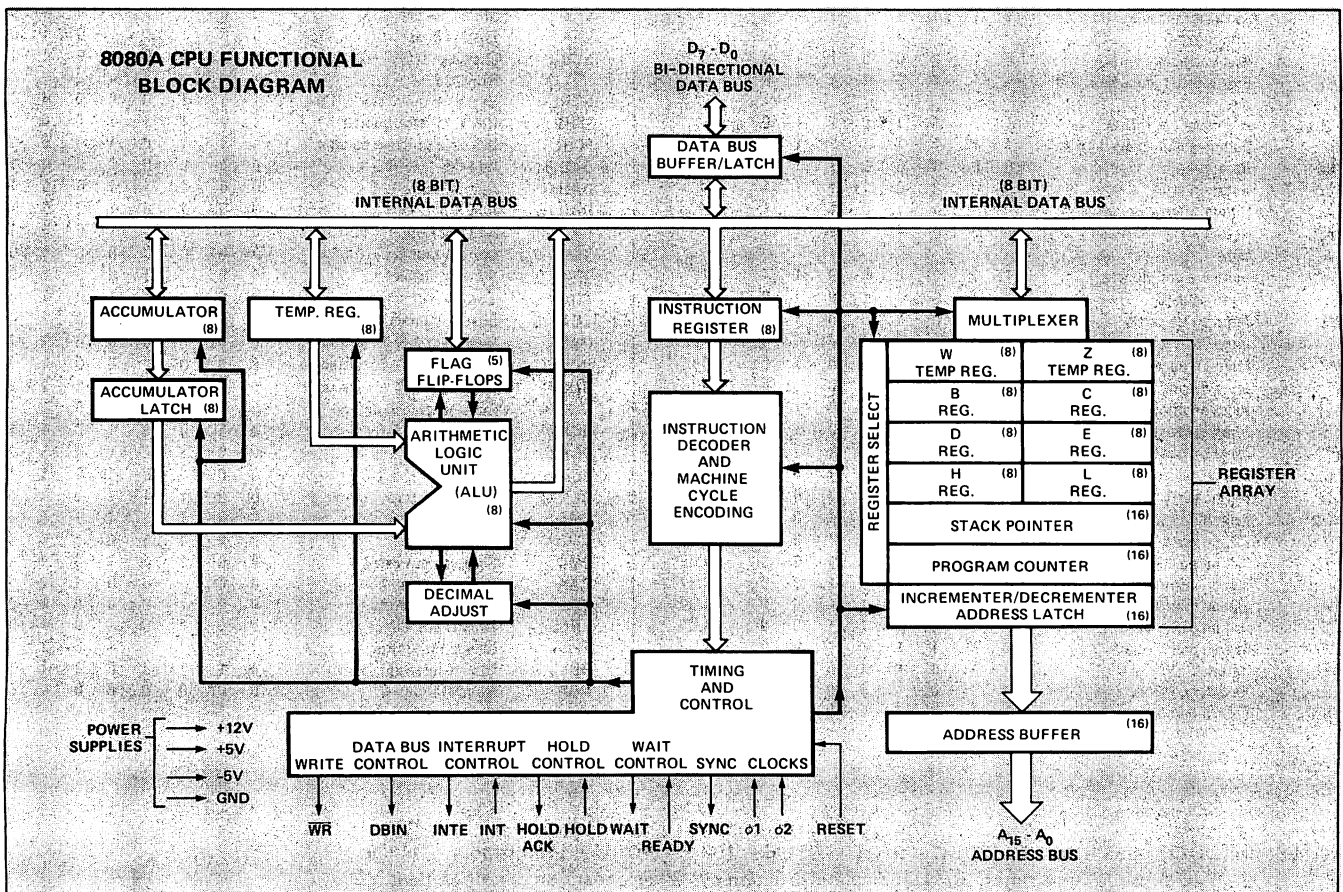 8080A CPU FUNCTIONAL
BLOCK DIAGRAM
D7 - D0
BI-DIRECTIONAL
DATA BUS
DATA BUS
BUFFER/LATCH
(8 BIT)
INTERNAL DATA BUS
(8 BIT)
INTERNAL DATA BUS
ACCUMULATOR
(8)
TEMP. REG.
(8)
INSTRUCTION
REGISTER (8)
MULTIPLEXER
ACCUMULATOR
LATCH (8)
FLAG (5)
FLIP-FLOPS
ARITHMETIC
LOGIC
UNIT
(ALU)
(8)
DECIMAL
ADJUST
INSTRUCTION
DECODER
AND
MACHINE
CYCLE
ENCODING
REGISTER SELECT
W (8)
TEMP REG.
Z (8)
TEMP REG.
B (8)
REG.
C (8)
REG.
D (8)
REG.
E (8)
REG.
H (8)
REG.
L (8)
REG.
STACK POINTER (16)
PROGRAM COUNTER (16)
INCREMENTER/DECREMENTER
ADDRESS LATCH (16)
REGISTER
ARRAY
TIMING
AND
CONTROL
POWER
SUPPLIES
+12V
+5V
-5V
GND
WRITE
DATA BUS
CONTROL
INTERRUPT
CONTROL
HOLD
CONTROL
WAIT
CONTROL
SYNC
CLOCKS
ADDRESS BUFFER (16)
WR
DBIN
INTE
INT
HOLD
ACK
HOLD
WAIT
READY
SYNC
ø1
ø2
RESET
A15 - A0
ADDRESS BUS